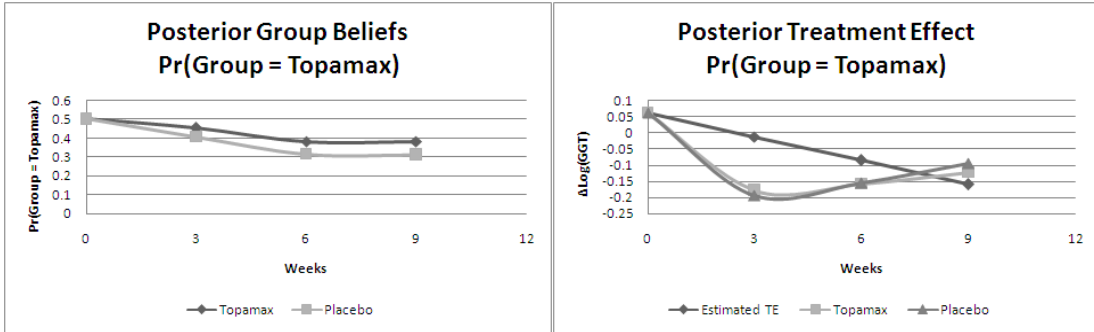 Posterior Group Beliefs
Pr(Group = Topamax)
Pr(Group = Topamax)
0.6
0.5
0.4
0.3
0.2
0.1
0
0 3 6 9 12
Weeks
Topamax Placebo
Posterior Treatment Effect
Pr(Group = Topamax)
ΔLog(GGT)
0.1
0.05
0
-0.05
-0.1
-0.15
-0.2
-0.25
0 3 6 9 12
Weeks
Estimated TE Topamax Placebo